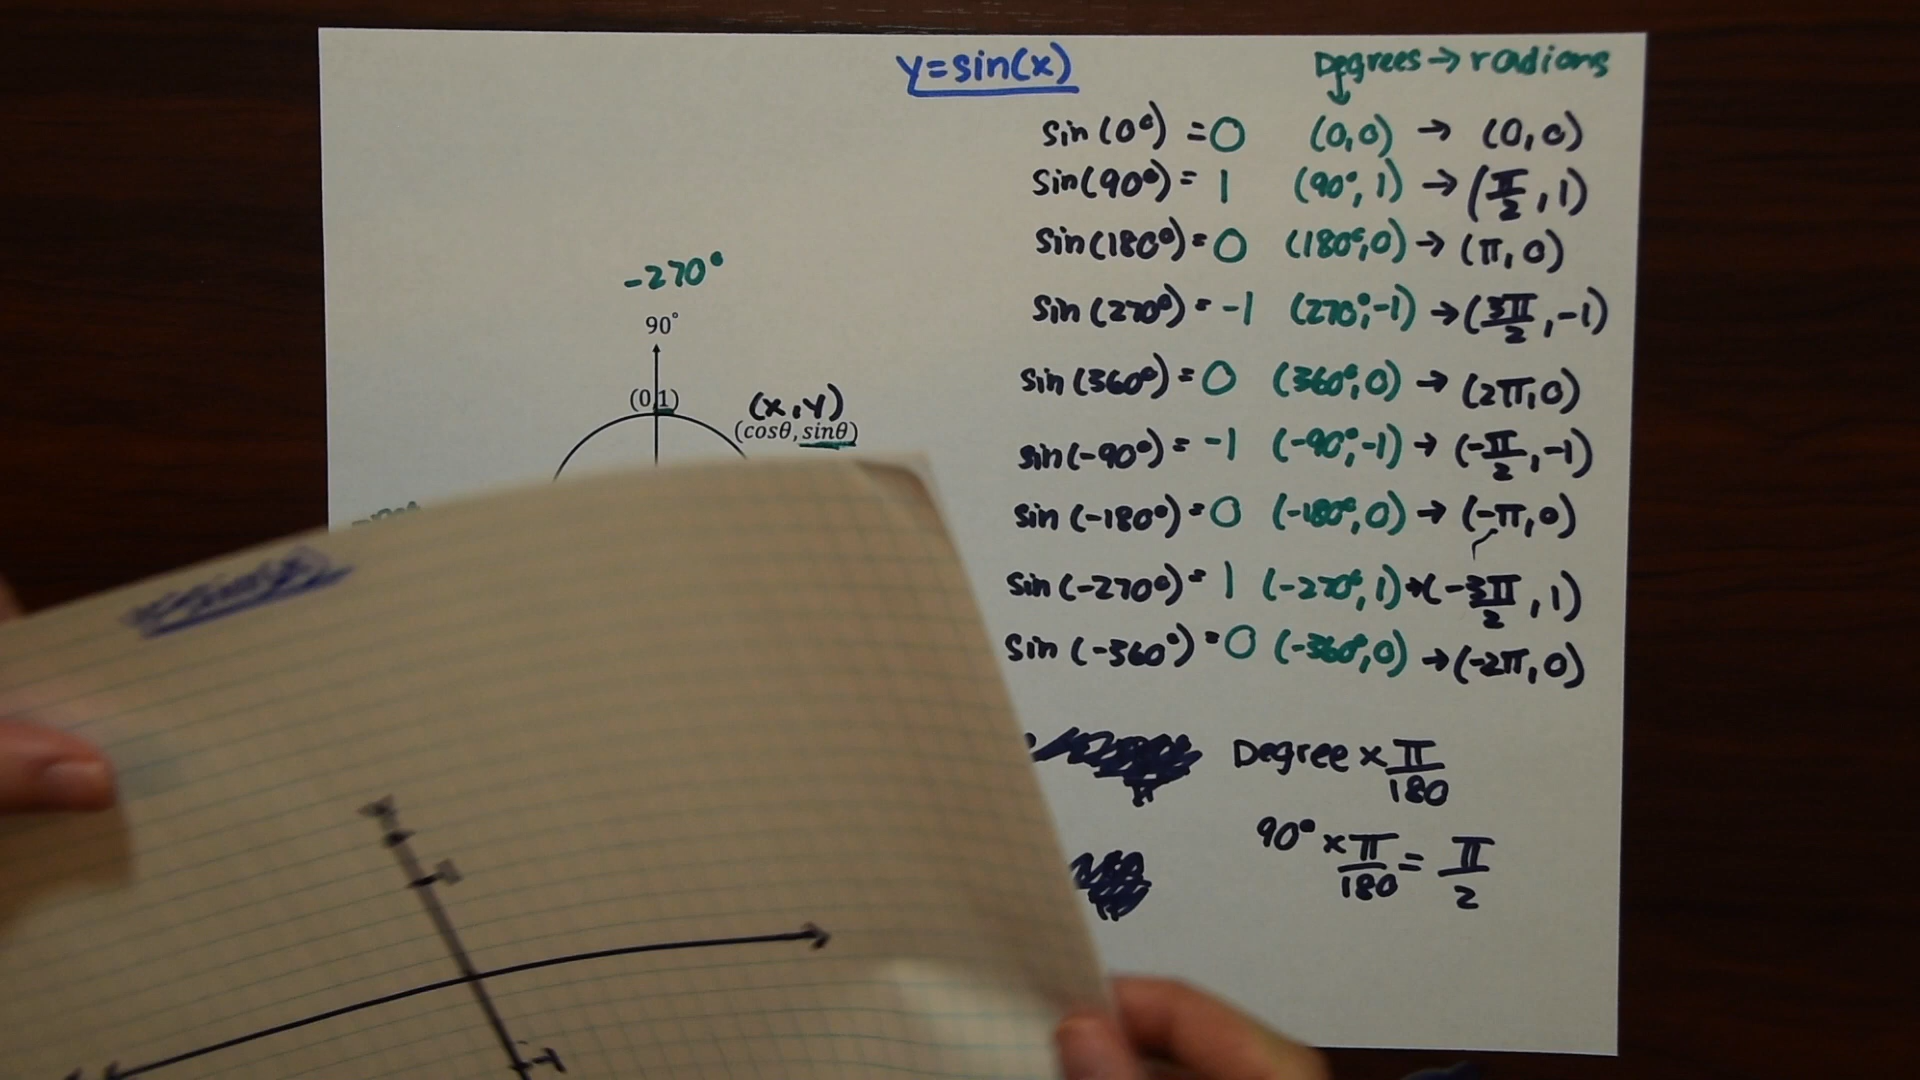 y=sin(x)
Degrees → radians
sin(0°) = 0 (0,0) → (0,0)
sin(90°) = 1 (90°, 1) → (π/2, 1)
sin(180°) = 0 (180°,0) → (π, 0)
sin(270°) = -1 (270°,-1) → (3π/2, -1)
sin(360°) = 0 (360°,0) → (2π,0)
sin(-90°) = -1 (-90°,-1) → (-π/2, -1)
sin(-180°) = 0 (-180°,0) → (-π,0)
sin(-270°) = 1 (-270°,1) → (-3π/2, 1)
sin(-360°) = 0 (-360°,0) → (-2π,0)
Degree × π/180
90° × π/180 = π/2
-270°
90°
(0,1)
(x,y)
(cosθ, sinθ)